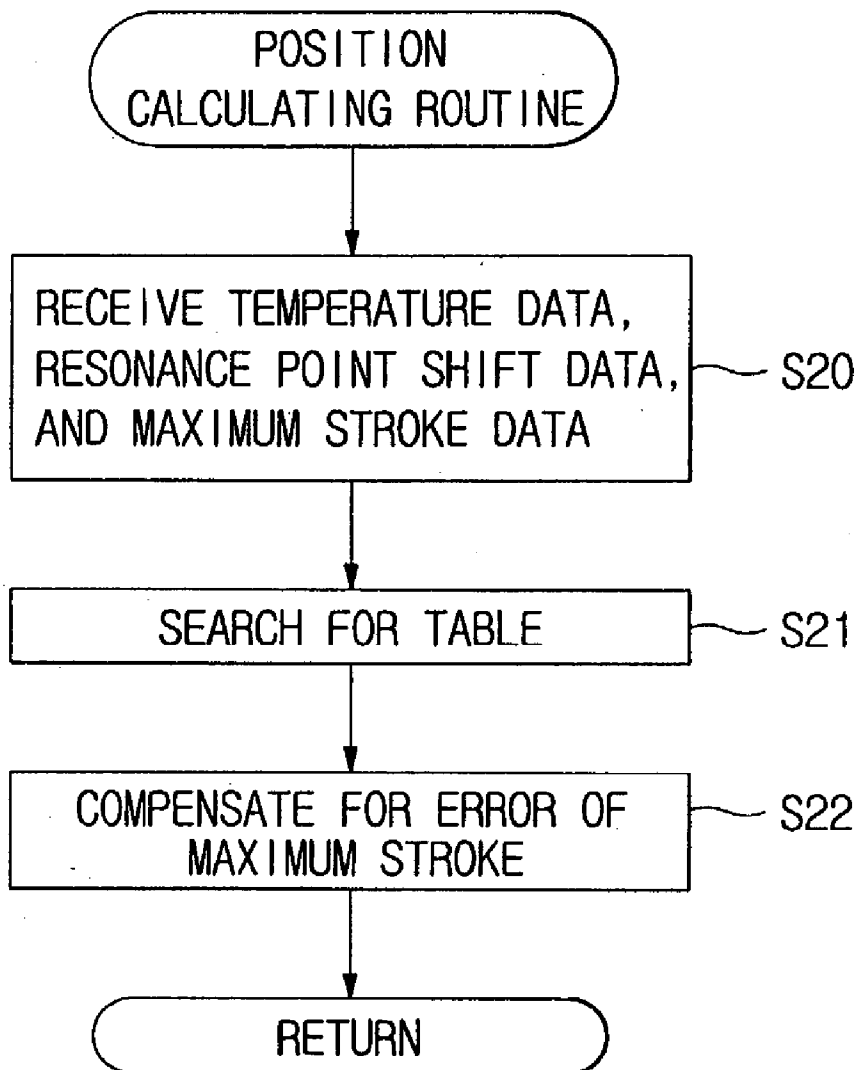 POSITION
CALCULATING ROUTINE
RECEIVE TEMPERATURE DATA,
RESONANCE POINT SHIFT DATA,
AND MAXIMUM STROKE DATA
S20
SEARCH FOR TABLE
S21
COMPENSATE FOR ERROR OF
MAXIMUM STROKE
S22
RETURN